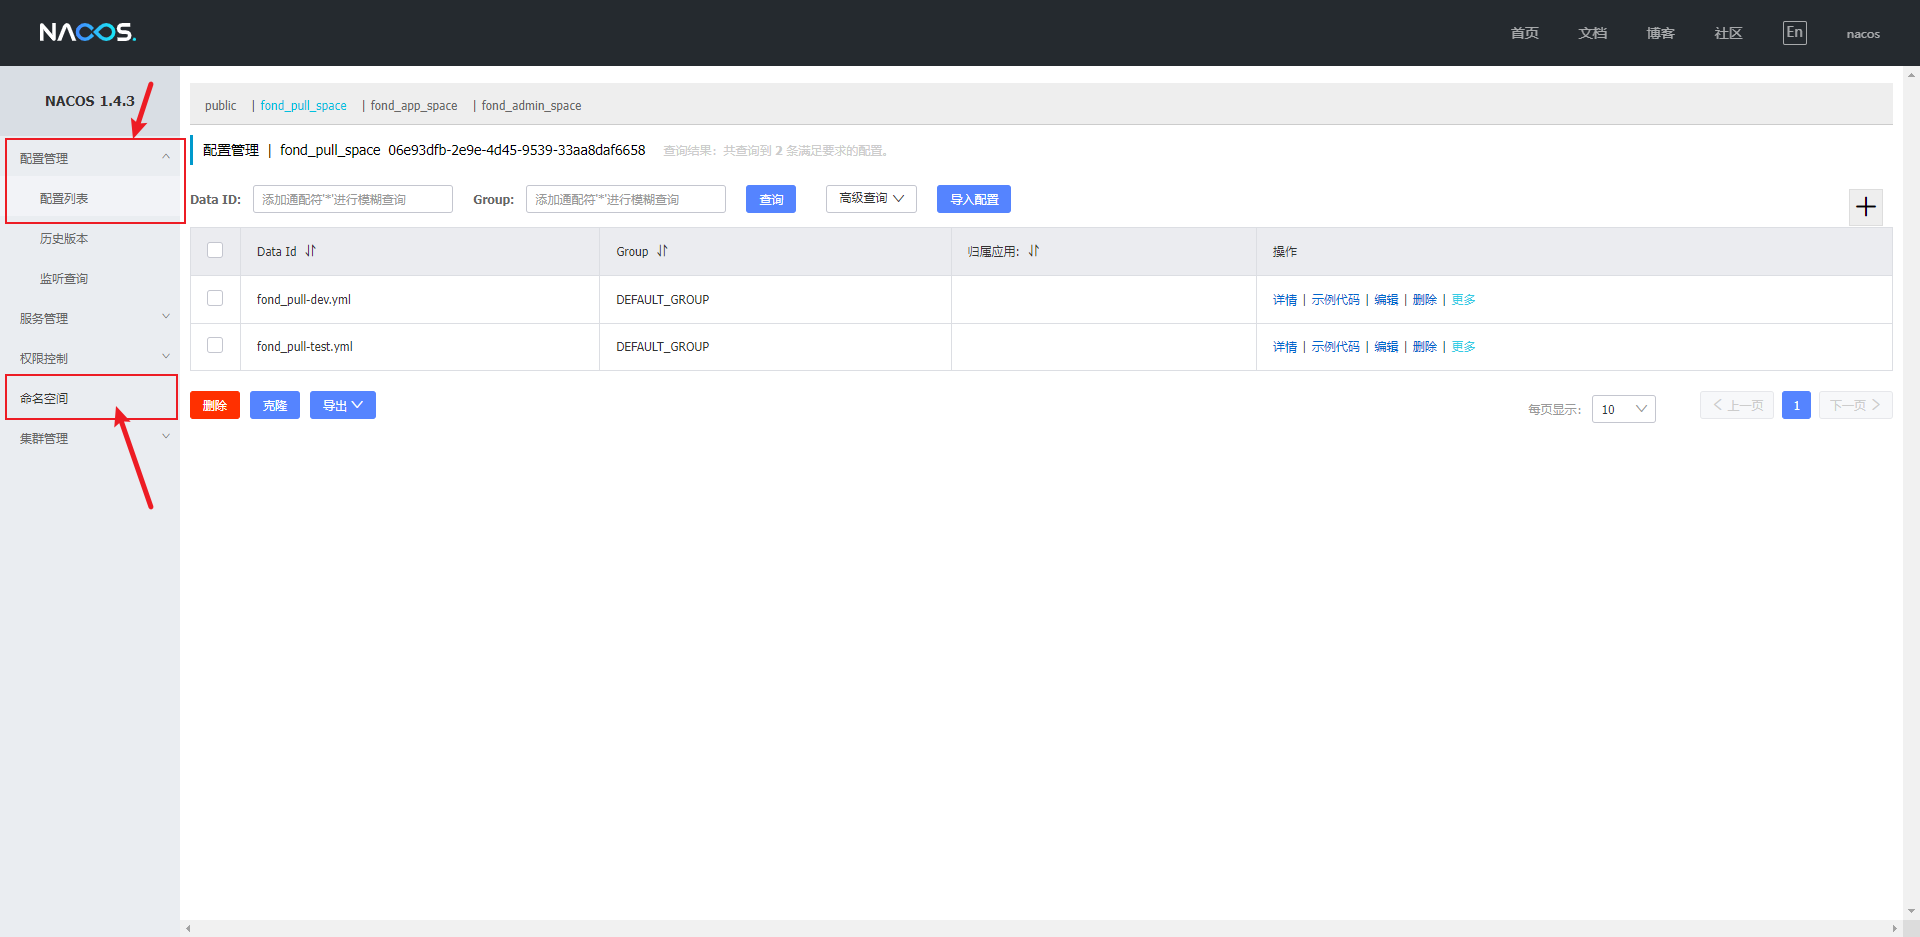 NACOS.
首页 文档 博客 社区 En nacos
NACOS 1.4.3
配置管理
配置列表
历史版本
监听查询
服务管理
权限控制
命名空间
集群管理
public | fond_pull_space | fond_app_space | fond_admin_space
配置管理 | fond_pull_space 06e93dfb-2e9e-4d45-9539-33aa8daf6658 查询结果：共查询到 2 条满足要求的配置。
Data ID: 添加通配符'*'进行模糊查询 Group: 添加通配符'*'进行模糊查询 查询 高级查询 导入配置
Data Id Group 归属应用: 操作
fond_pull-dev.yml DEFAULT_GROUP 详情 | 示例代码 | 编辑 | 删除 | 更多
fond_pull-test.yml DEFAULT_GROUP 详情 | 示例代码 | 编辑 | 删除 | 更多
删除 克隆 导出 每页显示: 10 上一页 1 下一页